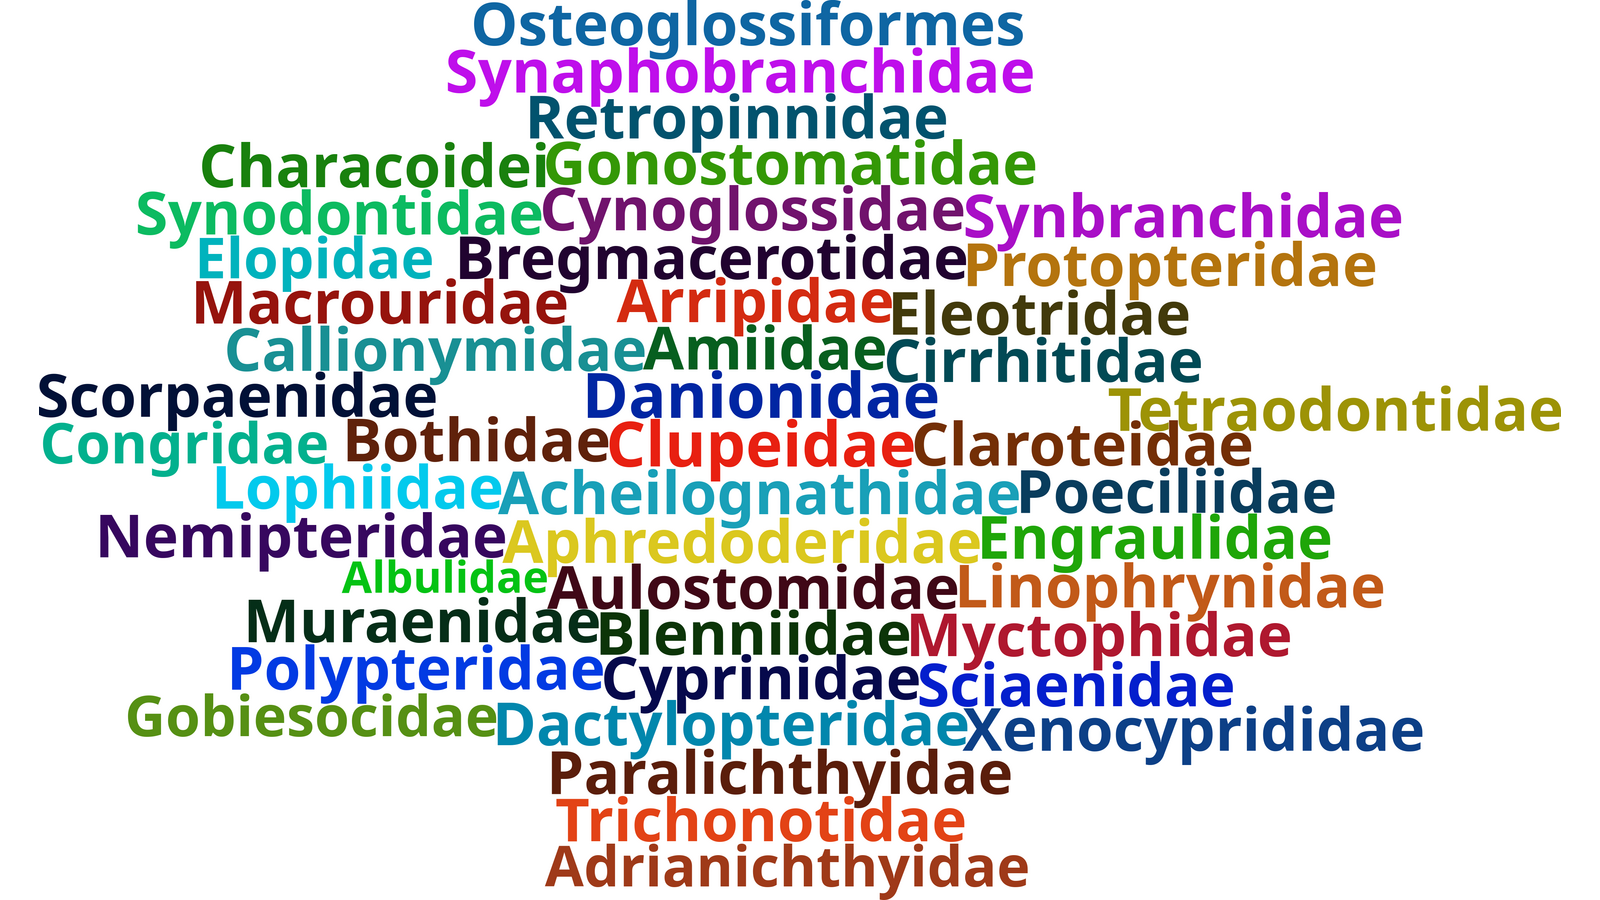 Osteoglossiformes
Synaphobranchidae
Retropinnidae
Characoidei Gonostomatidae
Synodontidae Cynoglossidae Synbranchidae
Elopidae Bregmacerotidae Protopteridae
Macrouridae Arripidae Eleotridae
Callionymidae Amiidae Cirrhitidae
Scorpaenidae Danionidae Tetraodontidae
Congridae Bothidae Clupeidae Claroteidae
Lophiidae Acheilognathidae Poeciliidae
Nemipteridae Aphredoderidae Engraulidae
Albulidae Aulostomidae Linophrynidae
Muraenidae Blenniidae Myctophidae
Polypteridae Cyprinidae Sciaenidae
Gobiesocidae Dactylopteridae Xenocyprididae
Paralichthyidae
Trichonotidae
Adrianichthyidae